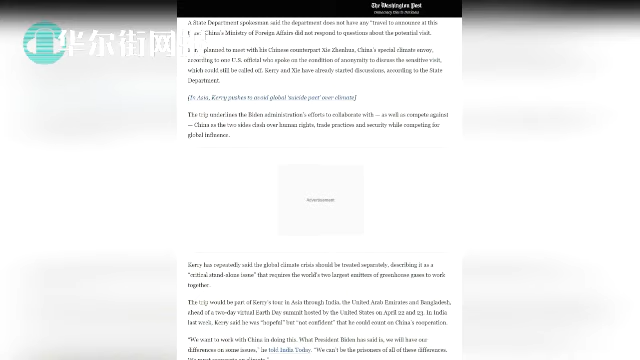 The Washington Post
Democracy Dies in Darkness
华尔街网
A State Department spokesman said the department does not have any "travel to announce at this
China's Ministry of Foreign Affairs did not respond to questions about the potential visit.
planned to meet with his Chinese counterpart Xie Zhenhua, China's special climate envoy,
according to one U.S. official who spoke on the condition of anonymity to discuss the sensitive visit,
which could still be called off. Kerry and Xie have already started discussions, according to the State
Department.
[In Asia, Kerry pushes to avoid global 'suicide pact' over climate]
The trip underlines the Biden administration's efforts to collaborate with — as well as compete against
— China as the two sides clash over human rights, trade practices and security while competing for
global influence.
Advertisement
Kerry has repeatedly said the global climate crisis should be treated separately, describing it as a
"critical stand-alone issue" that requires the world's two largest emitters of greenhouse gases to work
together.
The trip would be part of Kerry's tour in Asia through India, the United Arab Emirates and Bangladesh,
ahead of a two-day virtual Earth Day summit hosted by the United States on April 22 and 23. In India
last week, Kerry said he was "hopeful" but "not confident" that he could count on China's cooperation.
"We want to work with China in doing this. What President Biden has said is, we will have our
differences on some issues," he told India Today. "We can't be the prisoners of all of these differences.